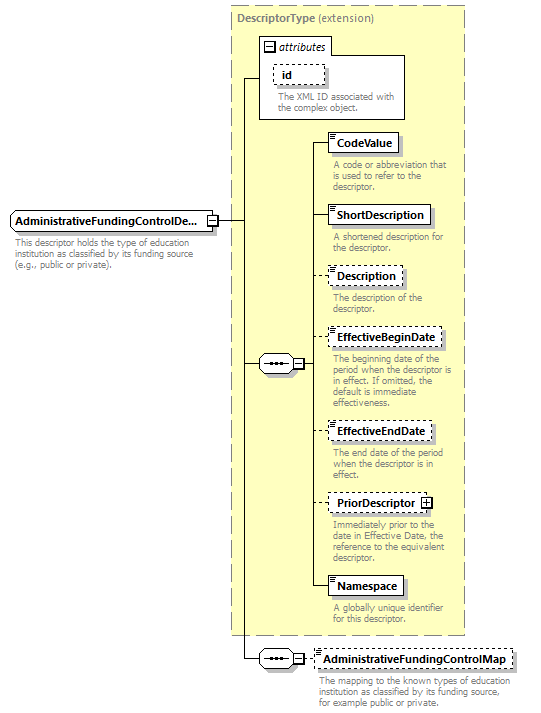 DescriptorType (extension)
attributes
id
The XML ID associated with
the complex object.
CodeValue
A code or abbreviation that
is used to refer to the
descriptor.
ShortDescription
A shortened description for
the descriptor.
AdministrativeFundingControlDe...
This descriptor holds the type of education
institution as classified by its funding source
(e.g., public or private).
Description
The description of the
descriptor.
EffectiveBeginDate
The beginning date of the
period when the descriptor is
in effect. If omitted, the
default is immediate
effectiveness.
EffectiveEndDate
The end date of the period
when the descriptor is in
effect.
PriorDescriptor
Immediately prior to the
date in Effective Date, the
reference to the equivalent
descriptor.
Namespace
A globally unique identifier
for this descriptor.
AdministrativeFundingControlMap
The mapping to the known types of education
institution as classified by its funding source,
for example public or private.